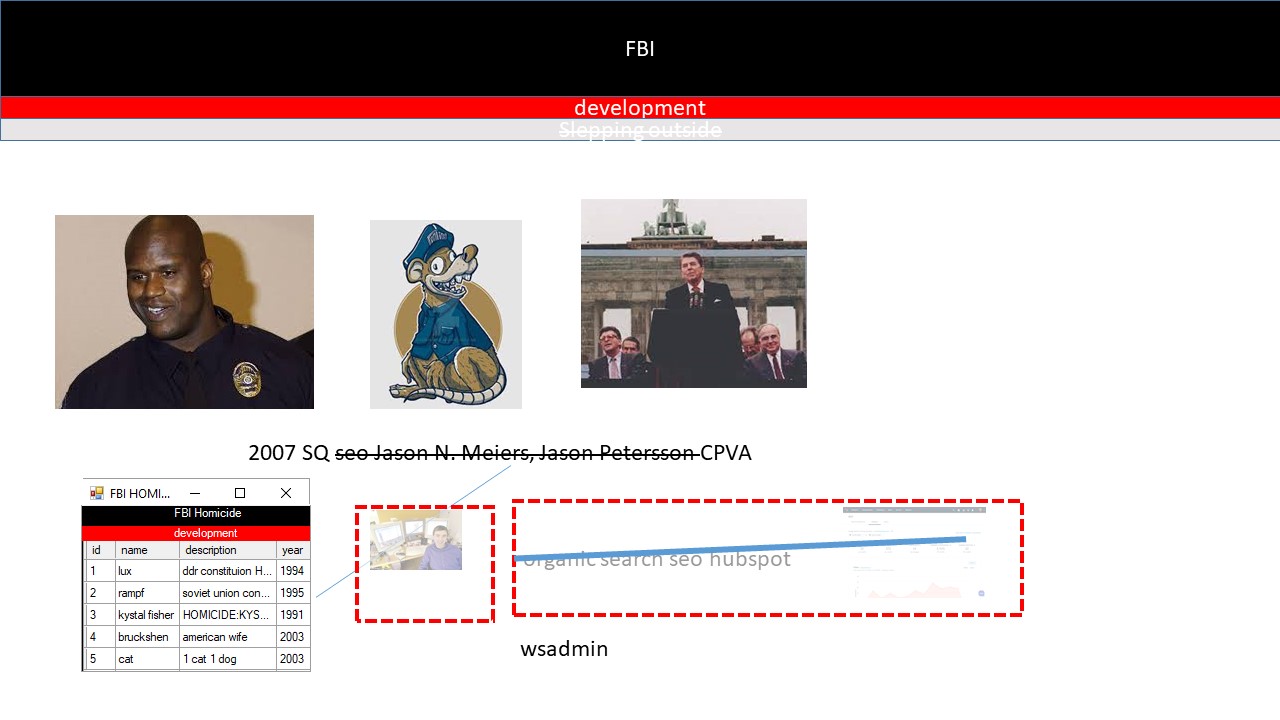 FBI
development
Slepping outside
2007 SQ seo Jason N. Meiers, Jason Petersson CPVA
FBI HOMI...
FBI Homicide
development
id name description year
1 lux ddr constituion H... 1994
2 rampf soviet union con... 1995
3 kystal fisher HOMICIDE:KYS... 1991
4 bruckshen american wife 2003
5 cat 1 cat 1 dog 2003
organic search seo hubspot
wsadmin